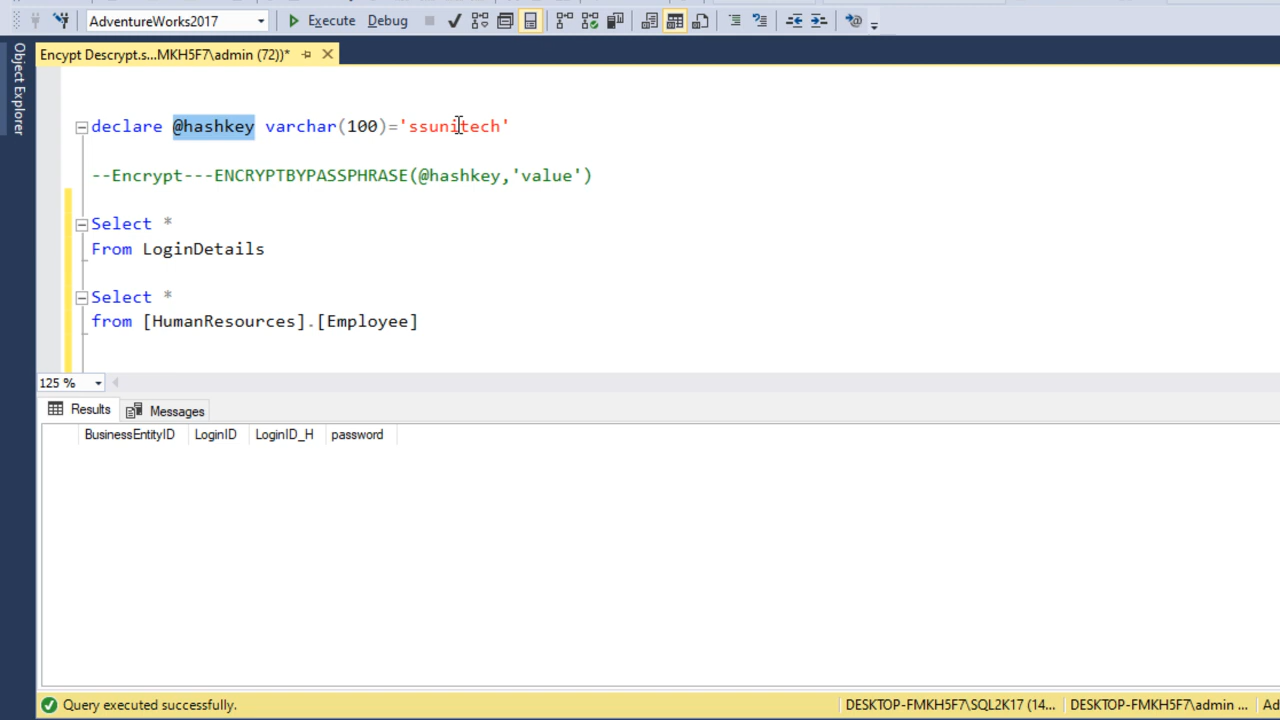 AdventureWorks2017 Execute Debug
Object Explorer
Encypt Descrypt.s...MKH5F7\admin (72))*
declare @hashkey varchar(100)='ssunitech'
--Encrypt---ENCRYPTBYPASSPHRASE(@hashkey,'value')
Select *
From LoginDetails
Select *
from [HumanResources].[Employee]
125 %
Results Messages
BusinessEntityID LoginID LoginID_H password
Query executed successfully. DESKTOP-FMKH5F7\SQL2K17 (14... DESKTOP-FMKH5F7\admin ... Ad